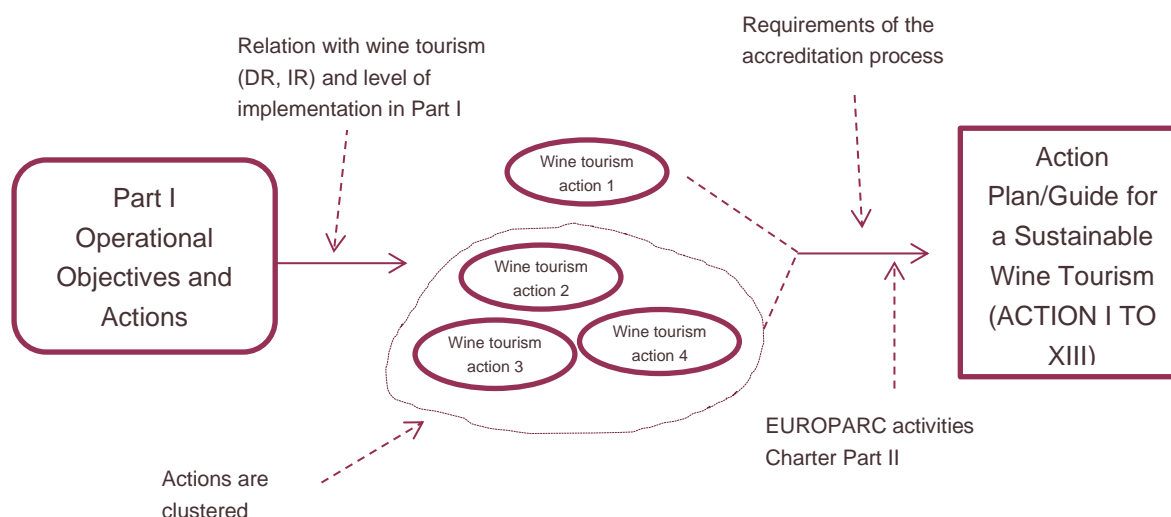 Relation with wine tourism
(DR, IR) and level of
implementation in Part I
Requirements of the
accreditation process
Part I
Operational
Objectives and
Actions
Wine tourism
action 1
Wine tourism
action 2
Wine tourism
action 3
Wine tourism
action 4
Action
Plan/Guide for
a Sustainable
Wine Tourism
(ACTION I TO
XIII)
EUROPARC activities
Charter Part II
Actions are
clustered